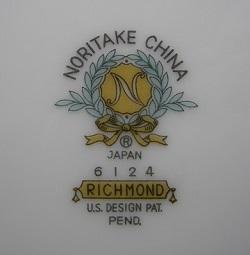 NORITAKE CHINA
N
®
JAPAN
6124
RICHMOND
U.S. DESIGN PAT.
PEND.